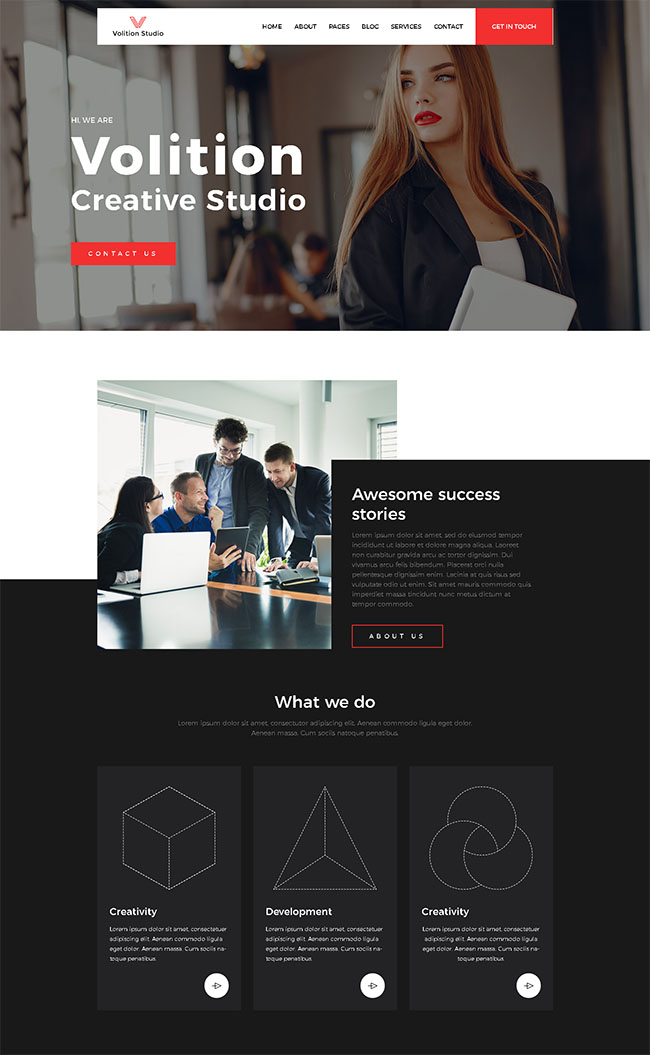 Volition Studio
HOME ABOUT PAGES BLOG SERVICES CONTACT GET IN TOUCH
HI, WE ARE
Volition
Creative Studio
CONTACT US
Awesome success
stories
Lorem ipsum dolor sit amet, sed do eiusmod tempor
incididunt ut labore et dolore magna aliqua. Laoreet
non curabitur gravida arcu ac tortor dignissim. Dui
vivamus arcu felis bibendum. Placerat orci nulla
pellentesque dignissim enim. Lacinia at quis risus sed
vulputate odio ut enim. Sit amet mauris commodo quis
imperdiet massa tincidunt nunc metus dictum at
tempor commodo.
ABOUT US
What we do
Lorem ipsum dolor sit amet, consectutor adipiscing elit. Aenean commodo ligula eget dolor.
Aenean massa. Cum sociis natoque penatibus.
Creativity
Lorem ipsum dolor sit amet, consectetuer
adipiscing elit. Aenean commodo ligula
eget dolor. Aenean massa. Cum sociis na-
toque penatibus
Development
Lorem ipsum dolor sit amet, consectetuer
adipiscing elit. Aenean commodo ligula
eget dolor. Aenean massa. Cum sociis na-
toque penatibus.
Creativity
Lorem ipsum dolor sit amet, consectetuer
adipiscing elit. Aenean commodo ligula
eget dolor. Aenean massa. Cum sociis na-
toque penatibus.